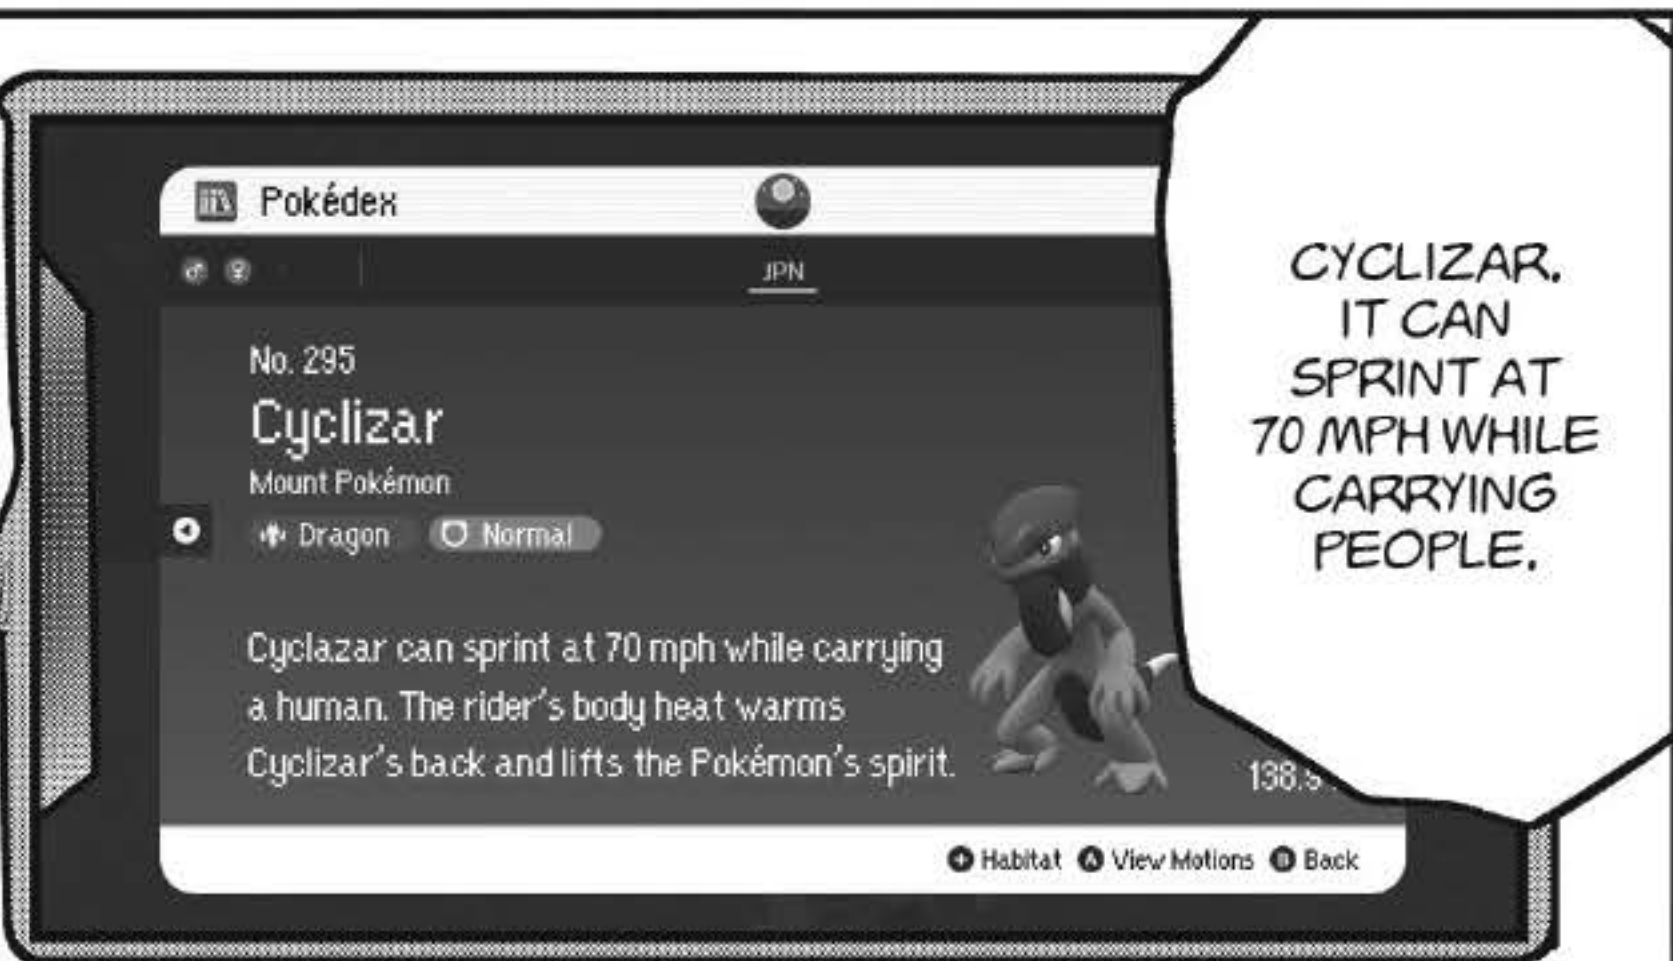 Pokédex
JPN
No. 295
Cyclizar
Mount Pokémon
Dragon Normal
Cyclazar can sprint at 70 mph while carrying
a human. The rider's body heat warms
Cyclizar's back and lifts the Pokémon's spirit.
138.9
Habitat A View Motions B Back
CYCLIZAR.
IT CAN
SPRINT AT
70 MPH WHILE
CARRYING
PEOPLE.